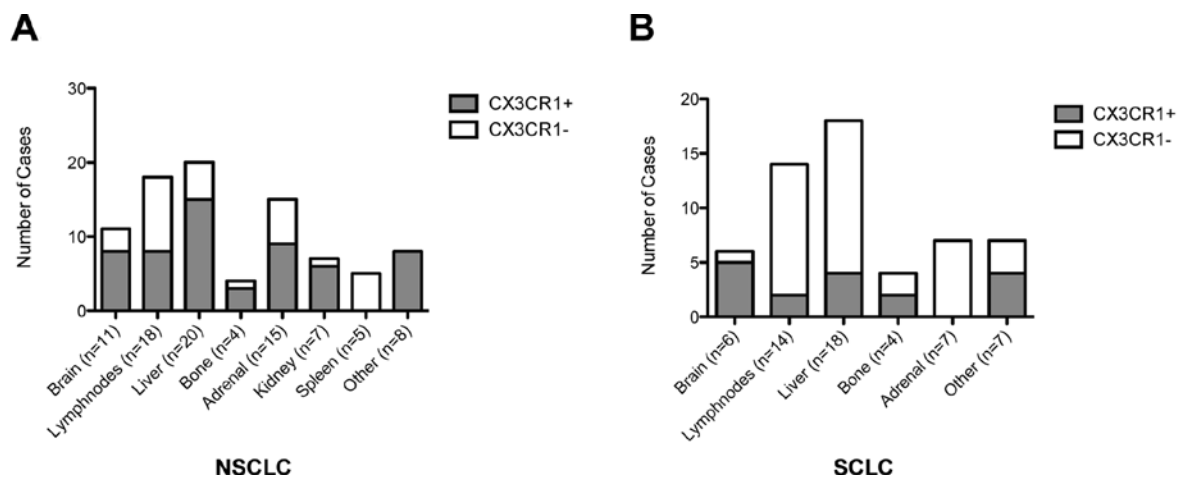 A
30
20
10
0
Number of Cases
CX3CR1+
CX3CR1-
Brain (n=11)
Lymphnodes (n=18)
Liver (n=20)
Bone (n=4)
Adrenal (n=15)
Kidney (n=7)
Spleen (n=5)
Other (n=8)
NSCLC
B
20
15
10
5
0
Number of Cases
CX3CR1+
CX3CR1-
Brain (n=6)
Lymphnodes (n=14)
Liver (n=18)
Bone (n=4)
Adrenal (n=7)
Other (n=7)
SCLC